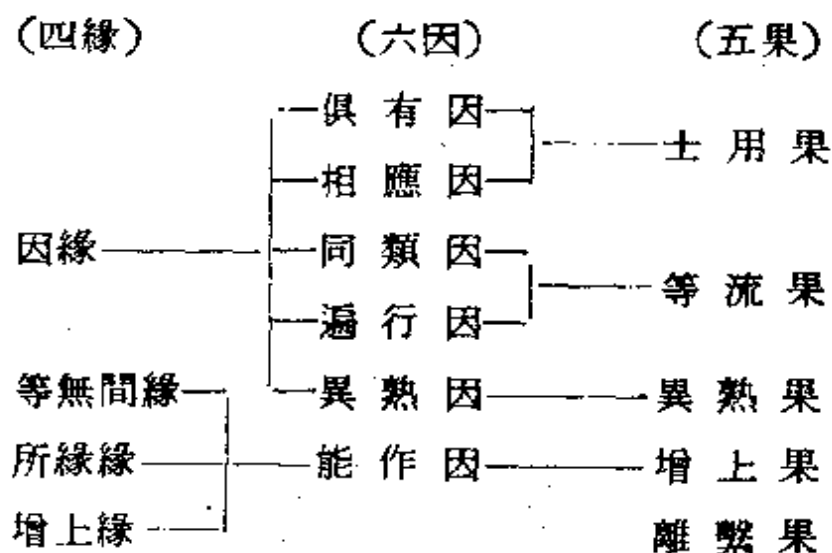 (四緣) (六因) (五果)
俱有因
士用果
相應因
因緣 同類因
等流果
遍行因
等無間緣 異熟因 異熟果
所緣緣 能作因 增上果
增上緣 離繫果